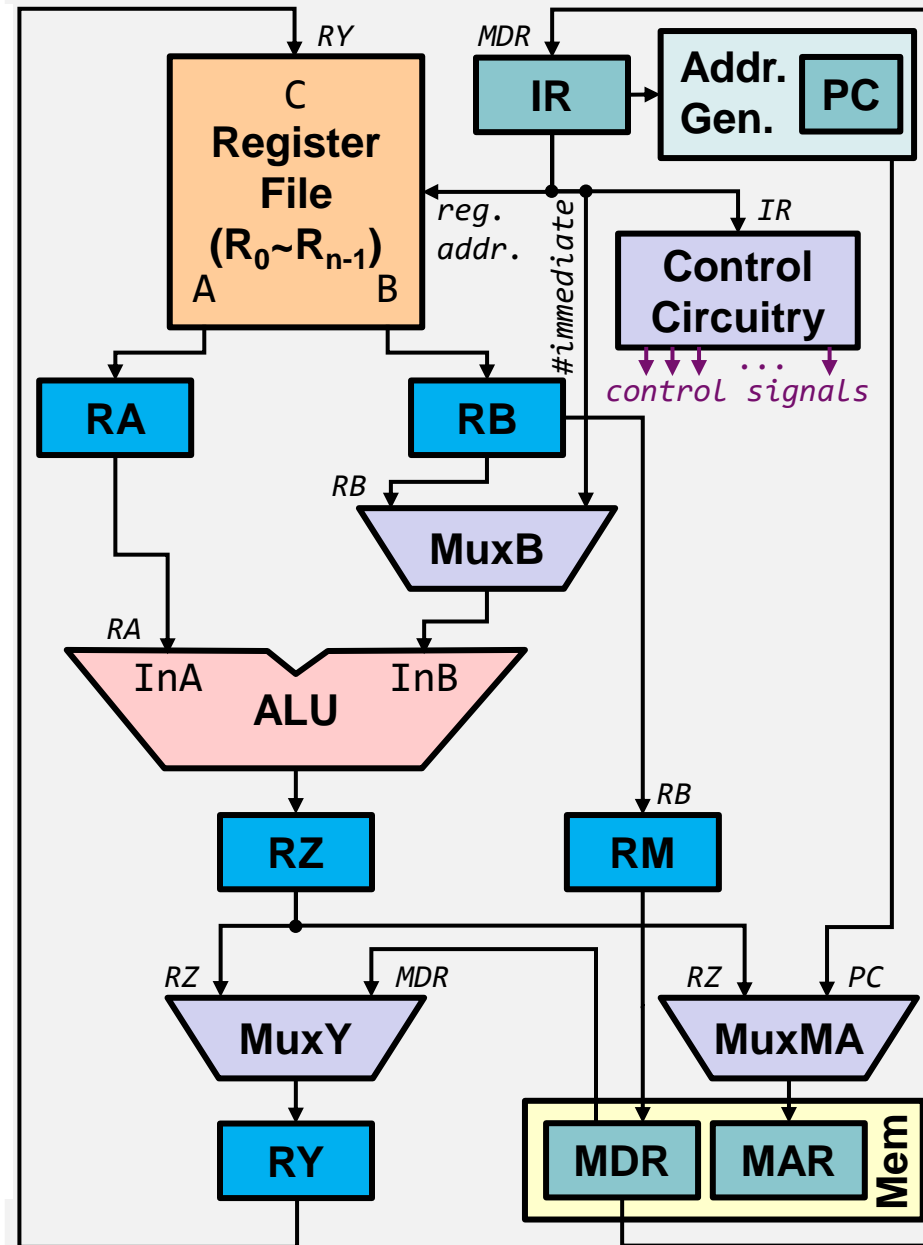 RY
MDR
C
Register
File
(R0~Rn-1)
A
B
IR
Addr.
Gen.
PC
reg.
addr.
#immediate
IR
Control
Circuitry
...
control signals
RA
RB
RB
MuxB
RA
InA
InB
ALU
RB
RZ
RM
RZ
MDR
RZ
PC
MuxY
MuxMA
RY
MDR
MAR
Mem